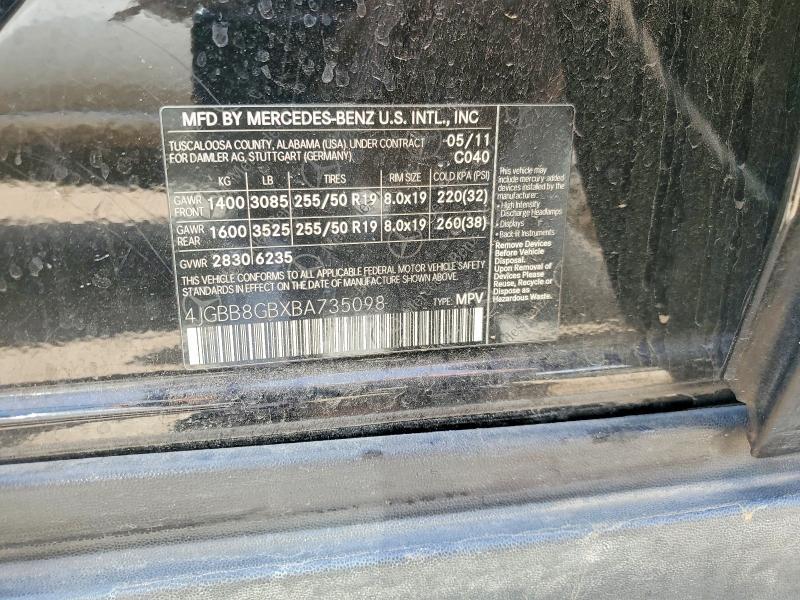 MFD BY MERCEDES-BENZ U.S. INTL., INC
TUSCALOOSA COUNTY, ALABAMA (USA). UNDER CONTRACT 05/11
FOR DAIMLER AG, STUTTGART (GERMANY) C040
KG LB TIRES RIM SIZE COLD KPA (PSI)
GAWR FRONT 1400 3085 255/50 R19 8.0x19 220(32)
GAWR REAR 1600 3525 255/50 R19 8.0x19 260(38)
GVWR 2830 6235
THIS VEHICLE CONFORMS TO ALL APPLICABLE FEDERAL MOTOR VEHICLE SAFETY
STANDARDS IN EFFECT ON THE DATE OF MANUFACTURE SHOWN ABOVE.
4JGBB8GBXBA735098 TYPE: MPV
This vehicle may
include mercury added
devices installed by the
manufacturer:
• High Intensity
Discharge Headlamps
• Displays
• Back-lit Instruments
Remove Devices
Before Vehicle
Disposal.
Upon Removal of
Devices Please Reuse,
Recycle or Dispose as
Hazardous Waste.